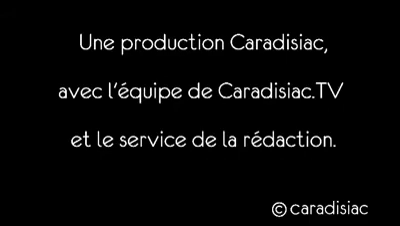 Une production Caradisiac,
avec l'équipe de Caradisiac.TV
et le service de la rédaction.
© caradisiac